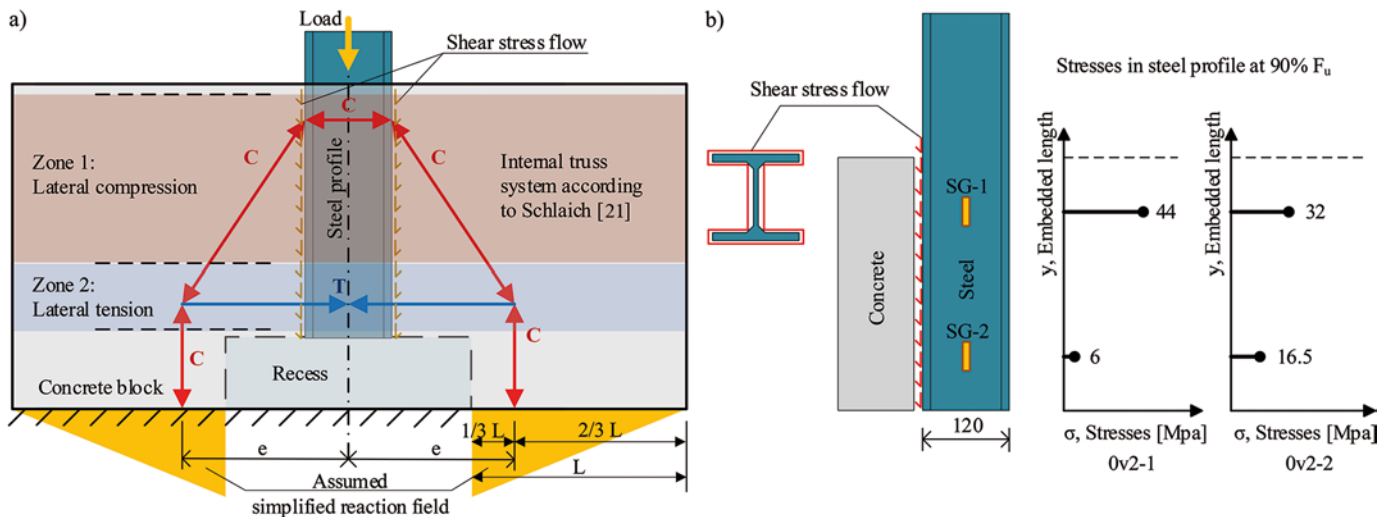 a)
Load
Shear stress flow
C
Zone 1:
Lateral compression
C
C
Steel profile
Internal truss
system according
to Schlaich [21]
Zone 2:
Lateral tension
T
C
C
Concrete block
Recess
1/3 L
2/3 L
e
e
L
Assumed
simplified reaction field
b)
Shear stress flow
Concrete
Steel
SG-1
SG-2
120
Stresses in steel profile at 90% Fu
y, Embedded length
44
6
σ, Stresses [Mpa]
0v2-1
y, Embedded length
32
16.5
σ, Stresses [Mpa]
0v2-2